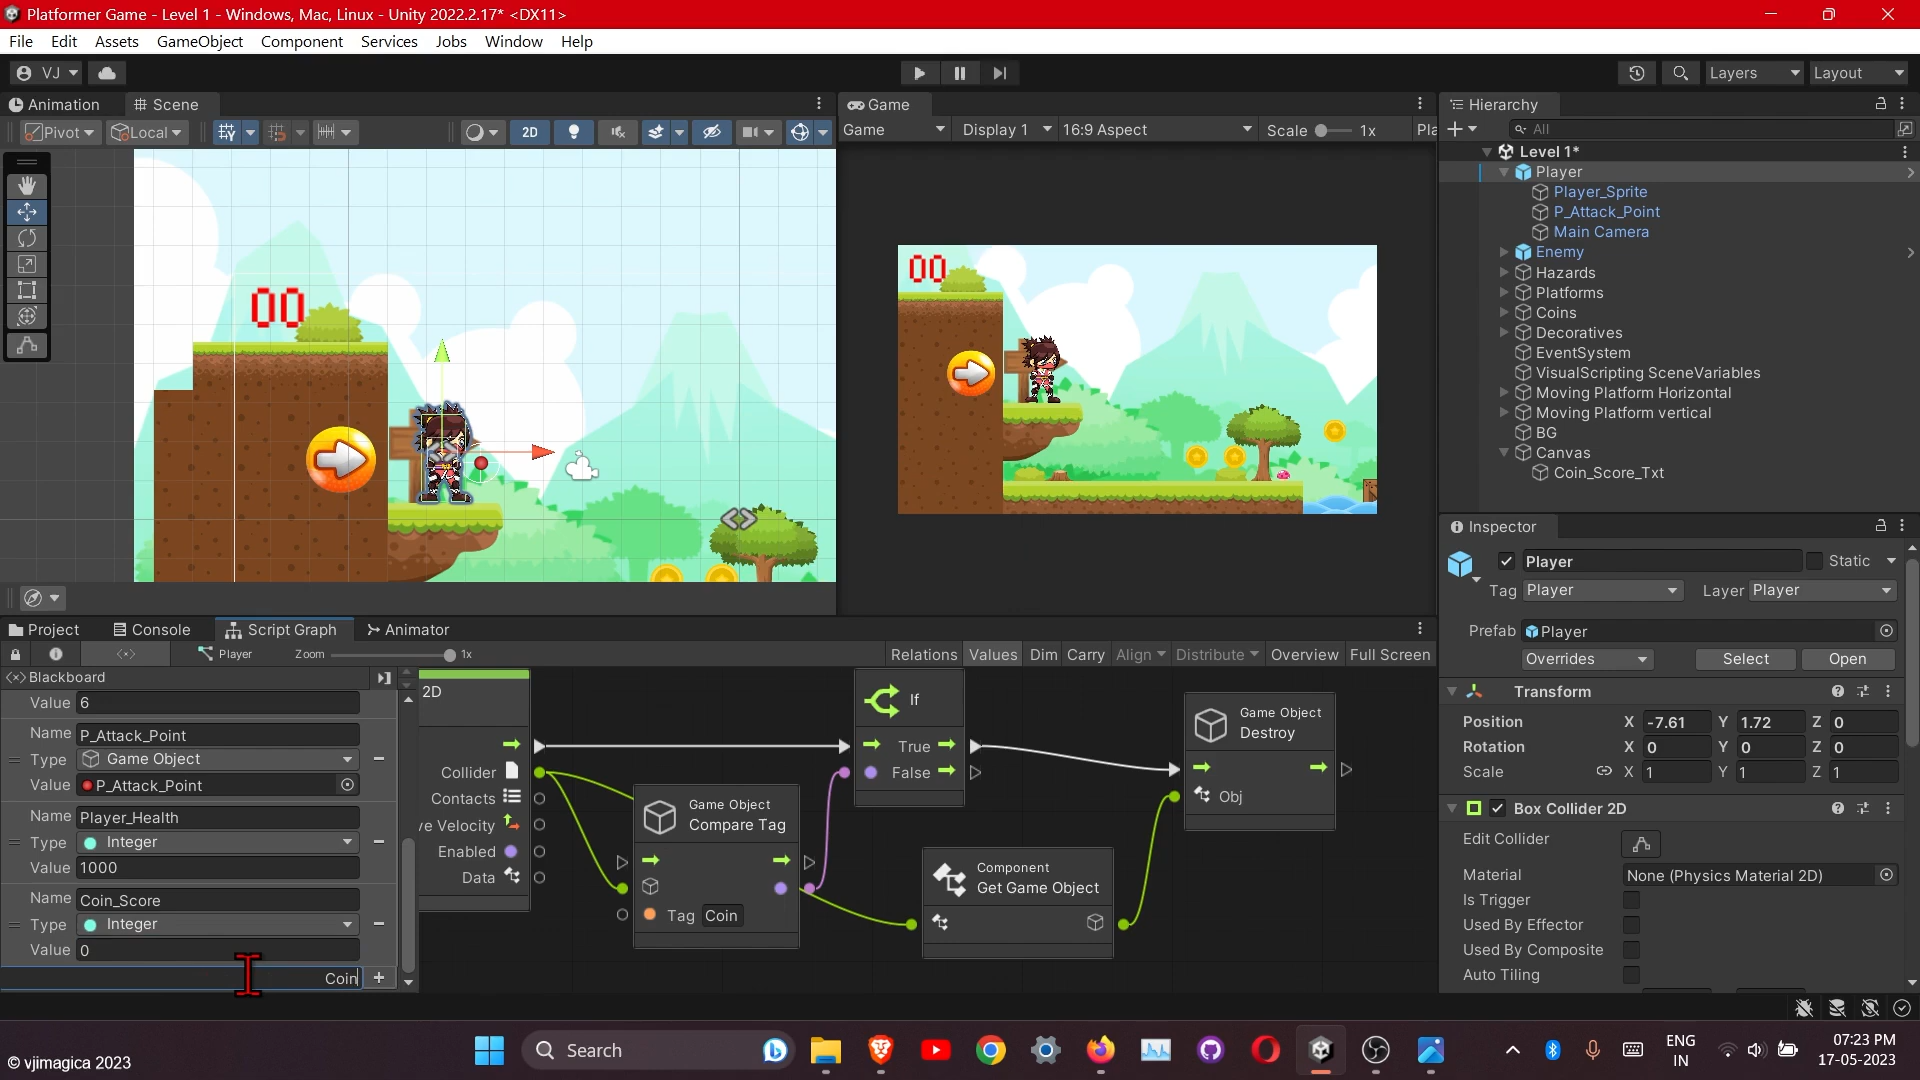 Platformer Game - Level 1 - Windows, Mac, Linux - Unity 2022.2.17* <DX11>
File Edit Assets GameObject Component Services Jobs Window Help
VJ
Layers
Layout
Animation
Scene
Game
Hierarchy
Pivot
Local
2D
Game
Display 1
16:9 Aspect
Scale
1x
Pla
All
Level 1*
Player
Player_Sprite
P_Attack_Point
Main Camera
Enemy
Hazards
Platforms
Coins
Decoratives
EventSystem
VisualScripting SceneVariables
Moving Platform Horizontal
Moving Platform vertical
BG
Canvas
Coin_Score_Txt
00
00
Inspector
Player
Static
Tag Player
Layer Player
Prefab Player
Overrides
Select
Open
Transform
Position X -7.61 Y 1.72 Z 0
Rotation X 0 Y 0 Z 0
Scale X 1 Y 1 Z 1
Box Collider 2D
Edit Collider
Material None (Physics Material 2D)
Is Trigger
Used By Effector
Used By Composite
Auto Tiling
Project
Console
Script Graph
Animator
Player
Zoom
1x
Relations Values Dim Carry Align Distribute Overview Full Screen
<x> Blackboard
Value 6
Name P_Attack_Point
Type Game Object
Value P_Attack_Point
Name Player_Health
Type Integer
Value 1000
Name Coin_Score
Type Integer
Value 0
Coin
2D
Collider
Contacts
ve Velocity
Enabled
Data
Game Object
Compare Tag
Tag Coin
If
True
False
Component
Get Game Object
Game Object
Destroy
Obj
© vjimagica 2023
Search
ENG
IN
07:23 PM
17-05-2023